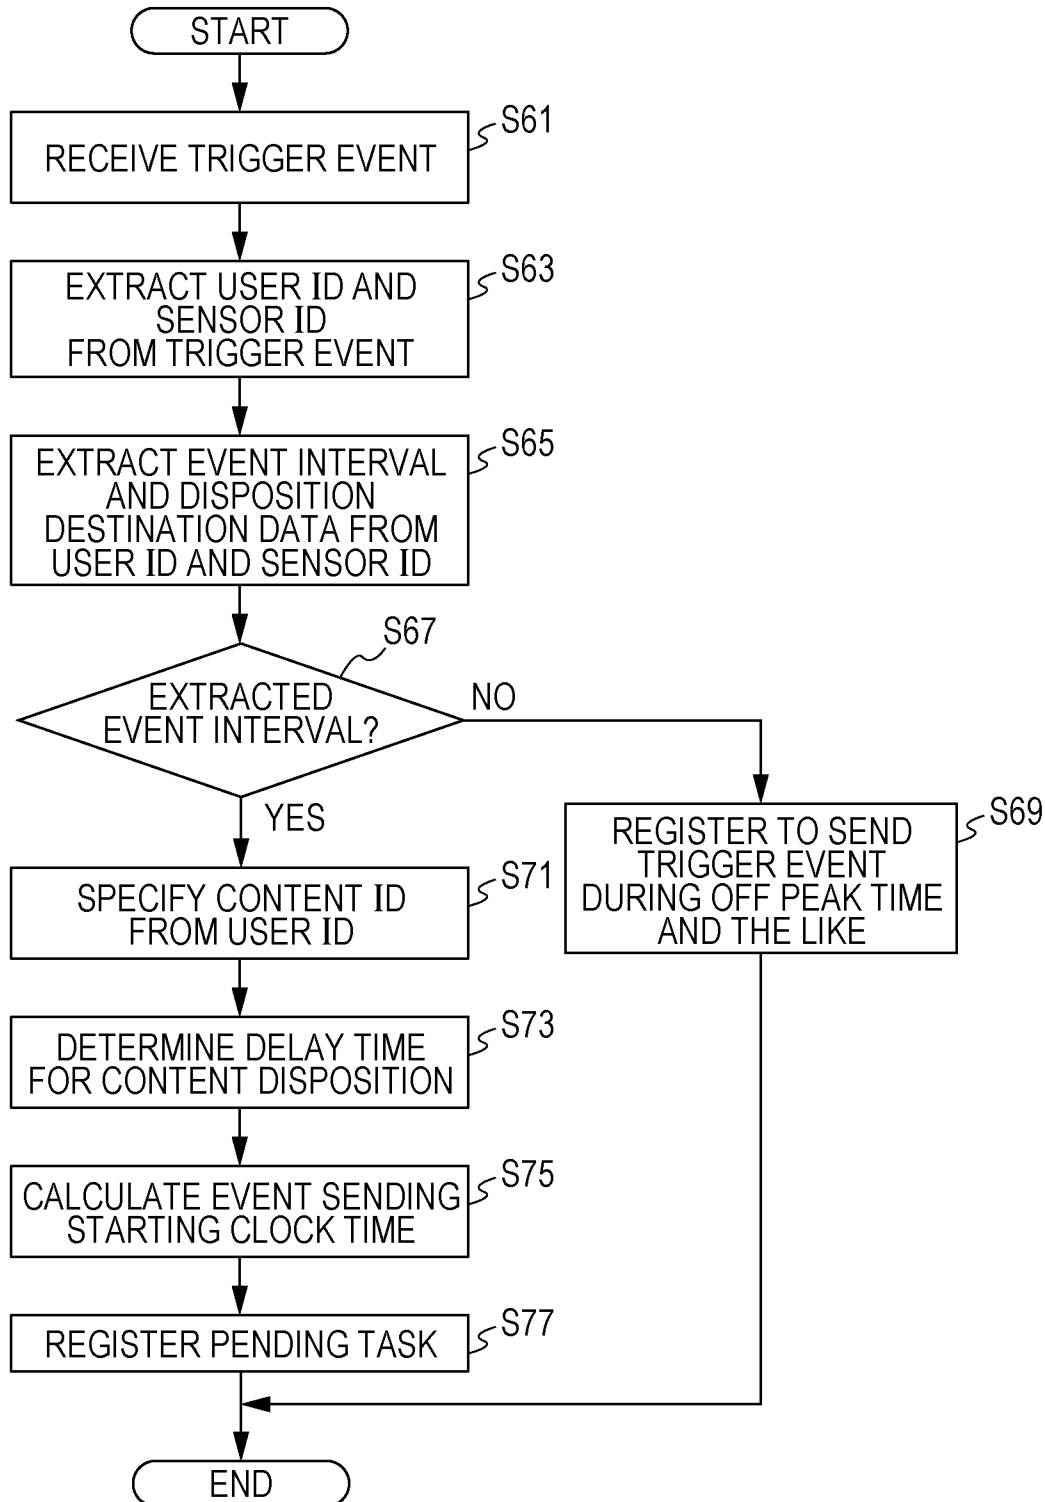 START
S61
RECEIVE TRIGGER EVENT
S63
EXTRACT USER ID AND
SENSOR ID
FROM TRIGGER EVENT
S65
EXTRACT EVENT INTERVAL
AND DISPOSITION
DESTINATION DATA FROM
USER ID AND SENSOR ID
S67
EXTRACTED
EVENT INTERVAL?
NO
YES
S69
REGISTER TO SEND
TRIGGER EVENT
DURING OFF PEAK TIME
AND THE LIKE
S71
SPECIFY CONTENT ID
FROM USER ID
S73
DETERMINE DELAY TIME
FOR CONTENT DISPOSITION
S75
CALCULATE EVENT SENDING
STARTING CLOCK TIME
S77
REGISTER PENDING TASK
END